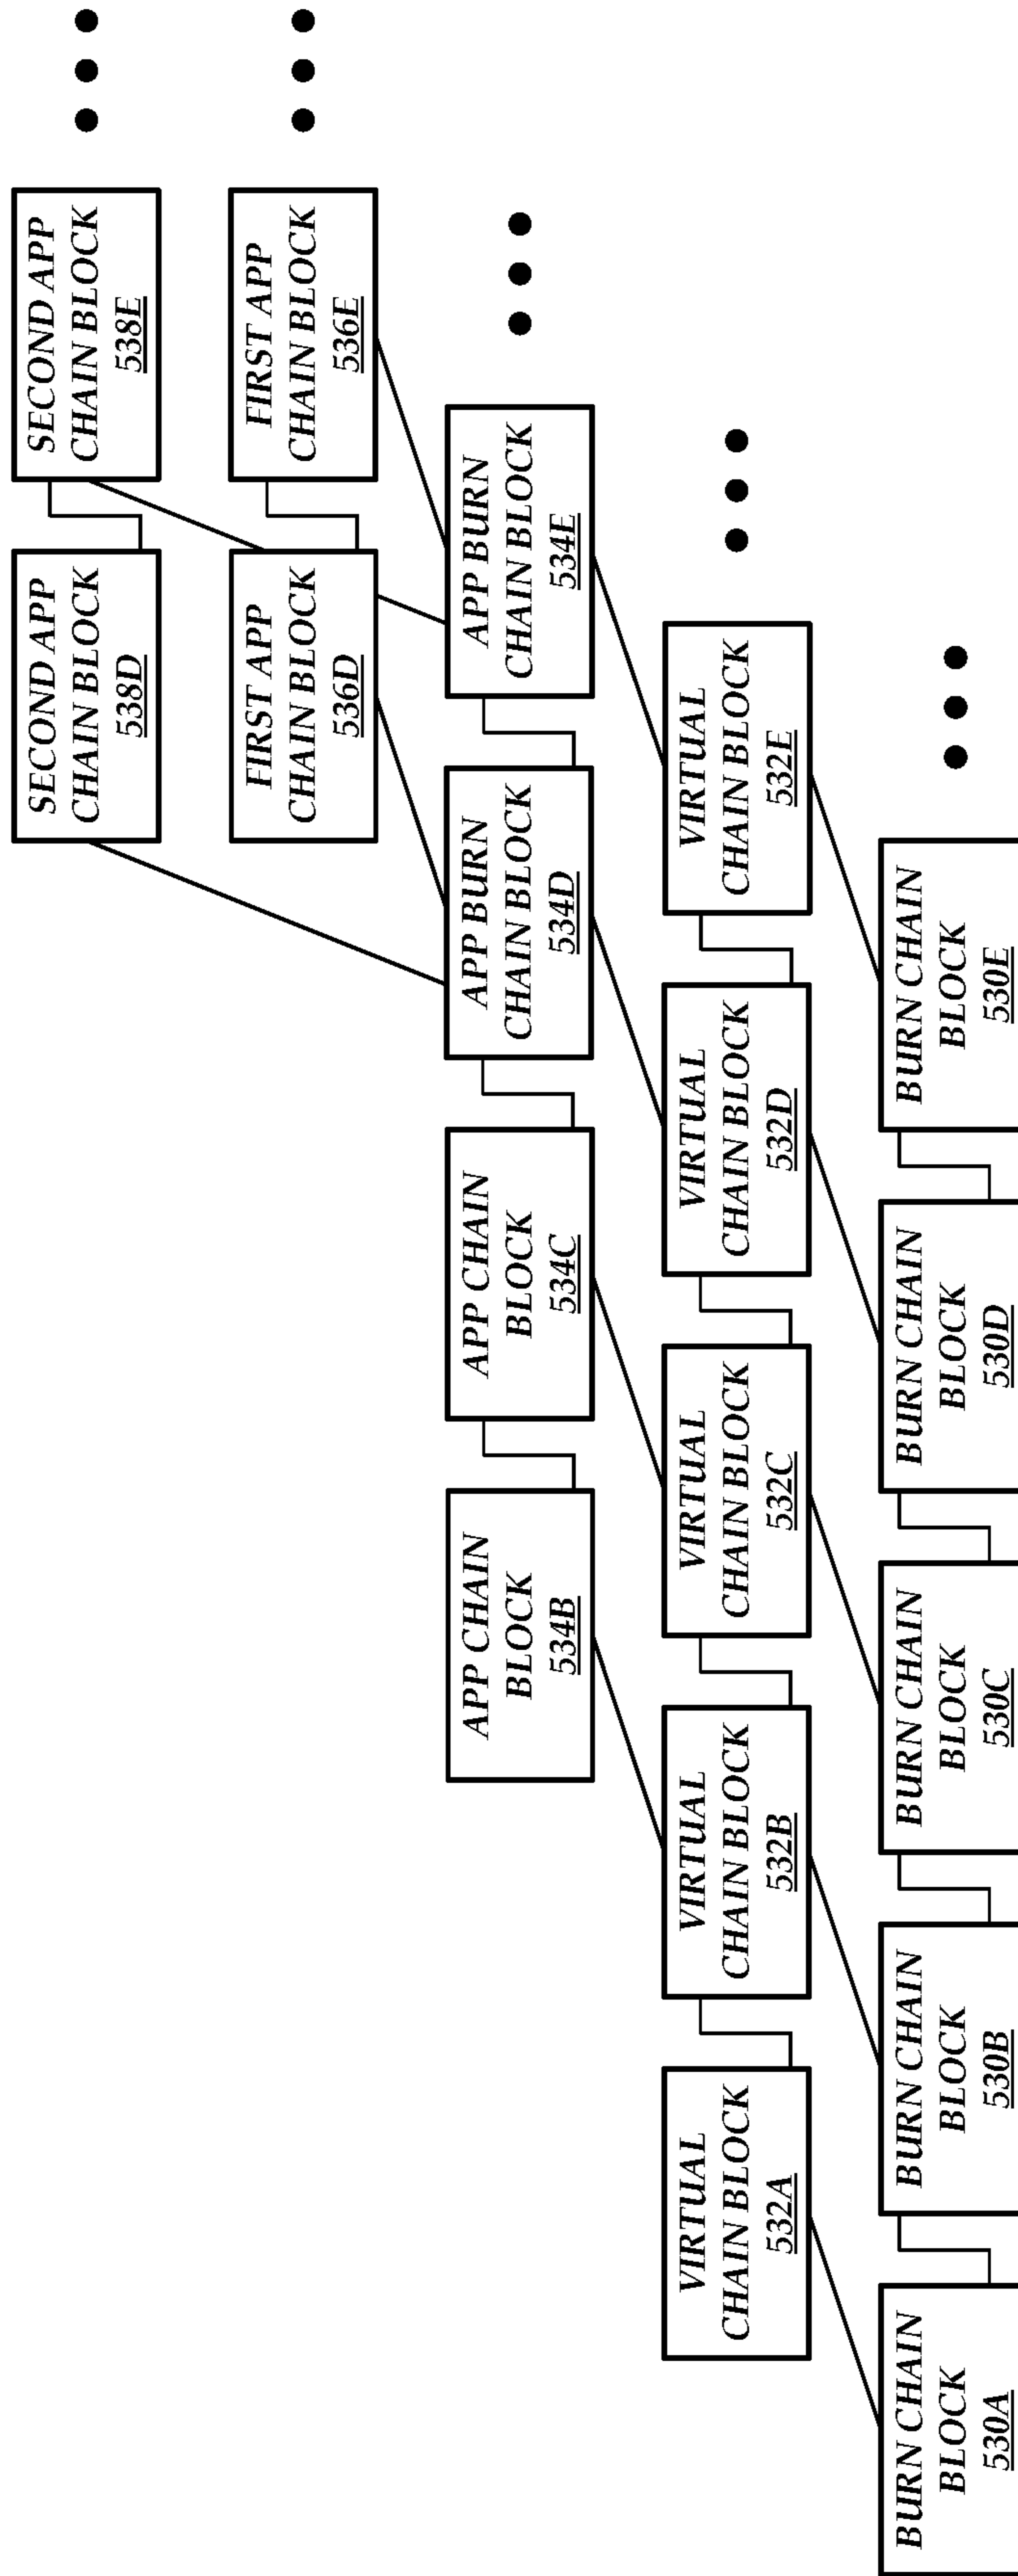 SECOND APP
CHAIN BLOCK
538D
SECOND APP
CHAIN BLOCK
538E
FIRST APP
CHAIN BLOCK
536D
FIRST APP
CHAIN BLOCK
536E
APP CHAIN
BLOCK
534B
APP CHAIN
BLOCK
534C
APP BURN
CHAIN BLOCK
534D
APP BURN
CHAIN BLOCK
534E
VIRTUAL
CHAIN BLOCK
532A
VIRTUAL
CHAIN BLOCK
532B
VIRTUAL
CHAIN BLOCK
532C
VIRTUAL
CHAIN BLOCK
532D
VIRTUAL
CHAIN BLOCK
532E
BURN CHAIN
BLOCK
530A
BURN CHAIN
BLOCK
530B
BURN CHAIN
BLOCK
530C
BURN CHAIN
BLOCK
530D
BURN CHAIN
BLOCK
530E